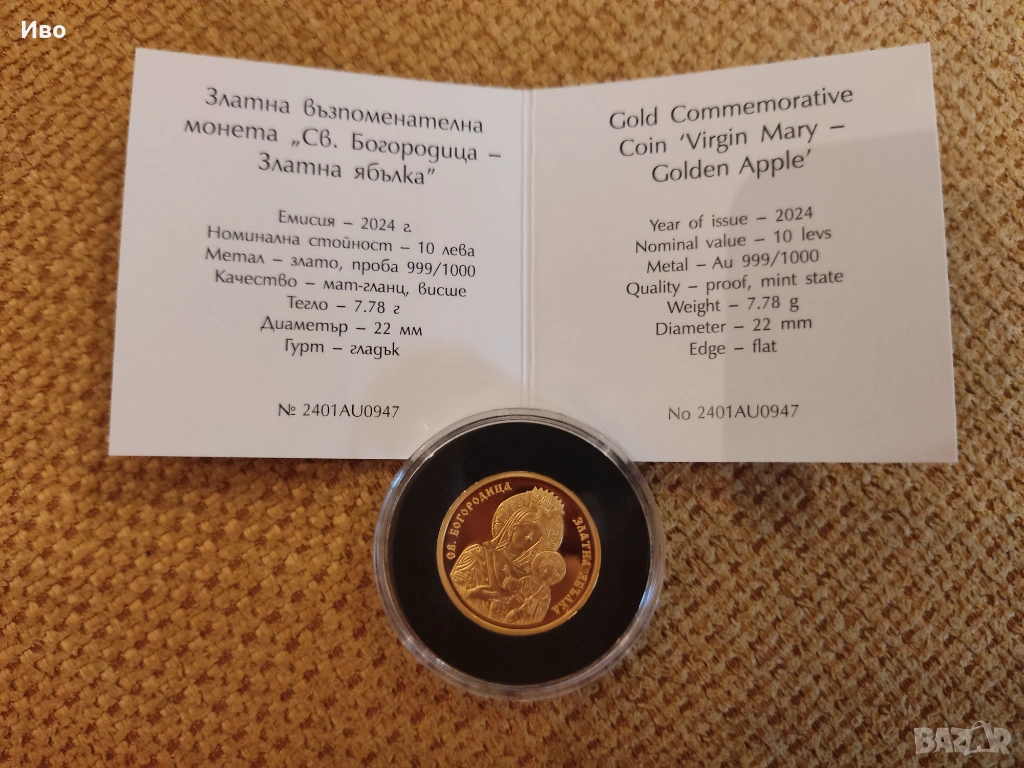 Иво
Златна възпоменателна
монета „Св. Богородица –
Златна ябълка”
Емисия – 2024 г.
Номинална стойност – 10 лева
Метал – злато, проба 999/1000
Качество – мат-гланц, висше
Тегло – 7.78 г
Диаметър – 22 мм
Гурт – гладък
№ 2401AU0947
Gold Commemorative
Coin ‘Virgin Mary –
Golden Apple’
Year of issue – 2024
Nominal value – 10 levs
Metal – Au 999/1000
Quality – proof, mint state
Weight – 7.78 g
Diameter – 22 mm
Edge – flat
No 2401AU0947
СВ. БОГОРОДИЦА
ЗЛАТНА ЯБЪЛКА
BAZAR